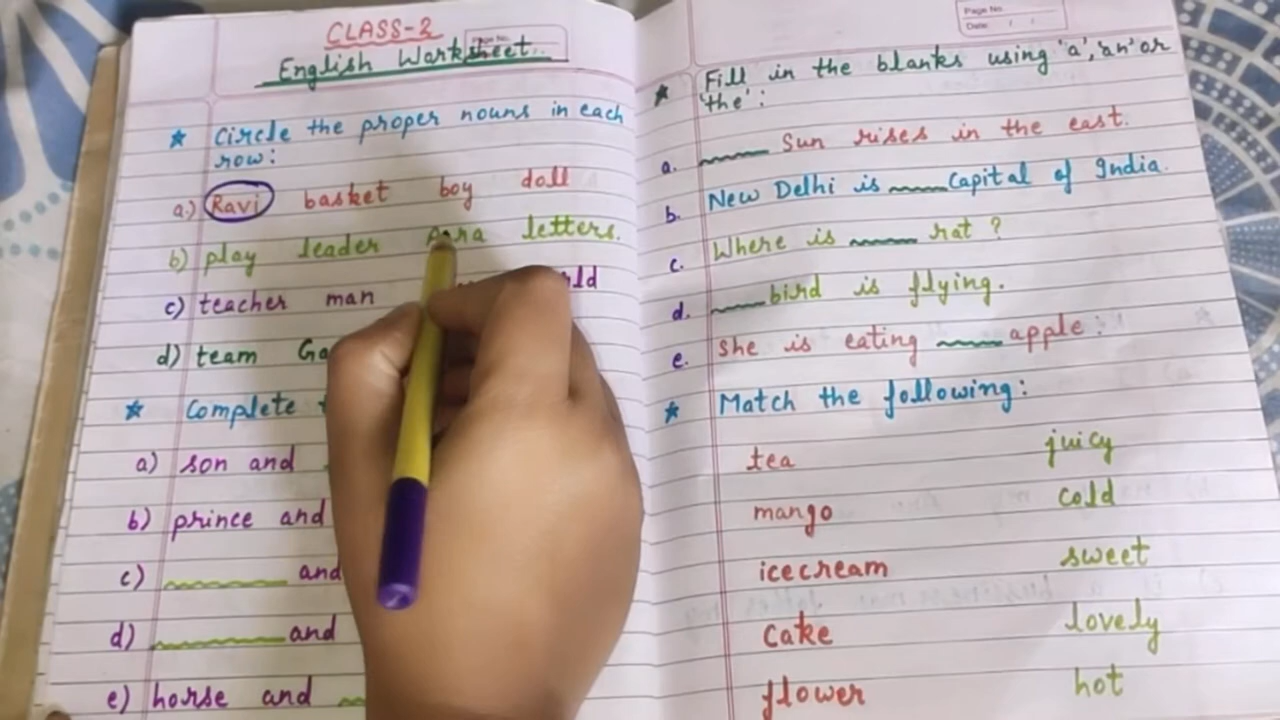 CLASS-2
English Worksheet
★ Circle the proper nouns in each
row:
a.) Ravi basket boy doll
b) play leader letters.
c) teacher man
d) team
★ Complete
a) son and
b) prince and
c) and
d) and
e) horse and
Page No.
Date: / /
★ Fill in the blanks using 'a', 'an' or
'the':
a. Sun rises in the east.
b. New Delhi is capital of India.
c. Where is rat?
d. bird is flying.
e. She is eating apple.
★ Match the following:
tea juicy
mango cold
icecream sweet
cake lovely
flower hot